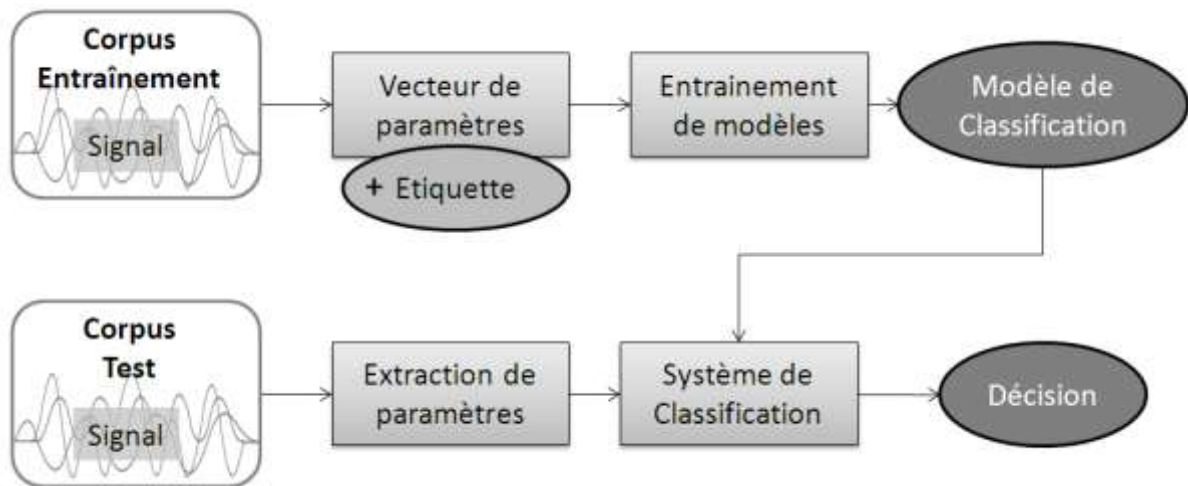 Corpus
Entraînement
Signal
Vecteur de
paramètres
+ Etiquette
Entrainement
de modèles
Modèle de
Classification
Corpus
Test
Signal
Extraction de
paramètres
Système de
Classification
Décision